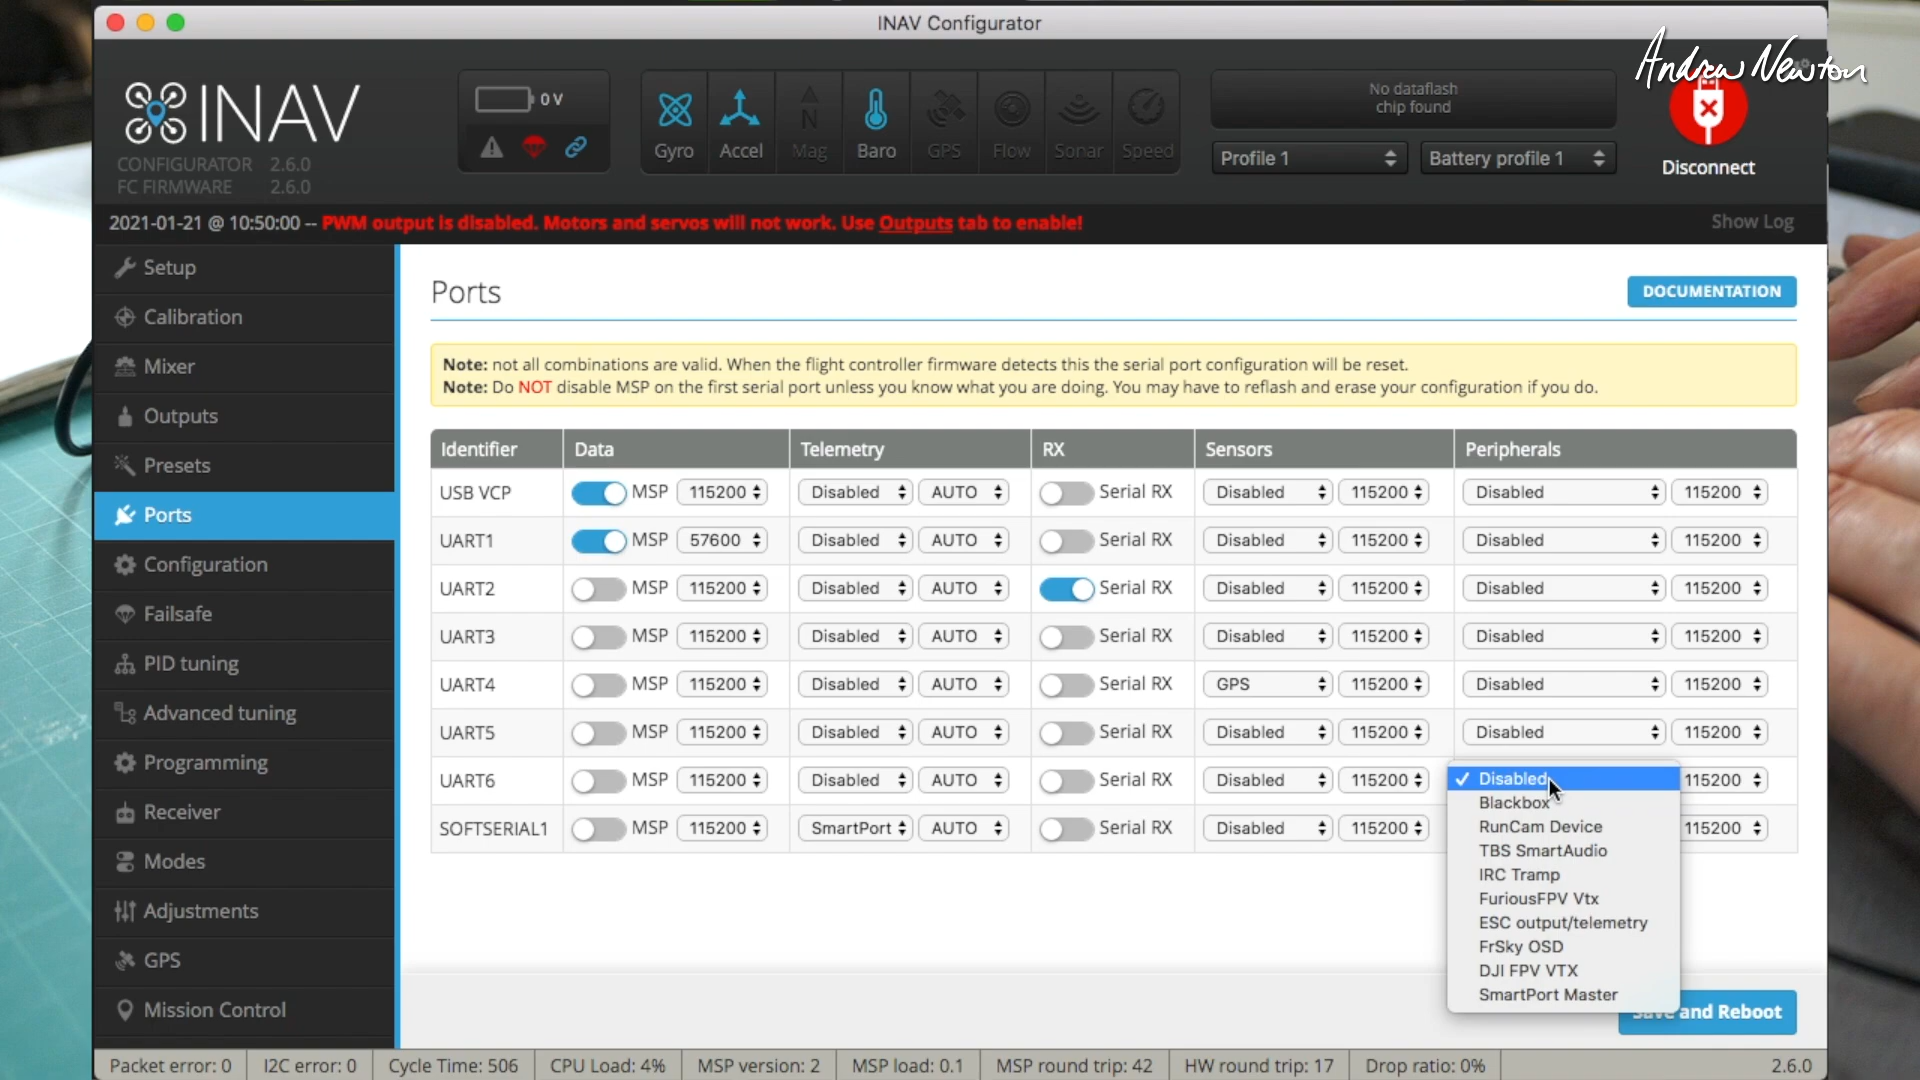 INAV Configurator
Andrew Newton
INAV
CONFIGURATOR 2.6.0
FC FIRMWARE 2.6.0
0 V
Gyro Accel Mag Baro GPS Flow Sonar Speed
No dataflash
chip found
Profile 1 Battery profile 1
Disconnect
2021-01-21 @ 10:50:00 -- PWM output is disabled. Motors and servos will not work. Use Outputs tab to enable!
Show Log
Setup
Calibration
Mixer
Outputs
Presets
Ports
Configuration
Failsafe
PID tuning
Advanced tuning
Programming
Receiver
Modes
Adjustments
GPS
Mission Control
Ports
DOCUMENTATION
Note: not all combinations are valid. When the flight controller firmware detects this the serial port configuration will be reset.
Note: Do NOT disable MSP on the first serial port unless you know what you are doing. You may have to reflash and erase your configuration if you do.
Identifier Data Telemetry RX Sensors Peripherals
USB VCP MSP 115200 Disabled AUTO Serial RX Disabled 115200 Disabled 115200
UART1 MSP 57600 Disabled AUTO Serial RX Disabled 115200 Disabled 115200
UART2 MSP 115200 Disabled AUTO Serial RX Disabled 115200 Disabled 115200
UART3 MSP 115200 Disabled AUTO Serial RX Disabled 115200 Disabled 115200
UART4 MSP 115200 Disabled AUTO Serial RX GPS 115200 Disabled 115200
UART5 MSP 115200 Disabled AUTO Serial RX Disabled 115200 Disabled 115200
UART6 MSP 115200 Disabled AUTO Serial RX Disabled 115200 Disabled 115200
SOFTSERIAL1 MSP 115200 SmartPort AUTO Serial RX Disabled 115200 115200
Blackbox
RunCam Device
TBS SmartAudio
IRC Tramp
FuriousFPV Vtx
ESC output/telemetry
FrSky OSD
DJI FPV VTX
SmartPort Master
Save and Reboot
Packet error: 0 I2C error: 0 Cycle Time: 506 CPU Load: 4% MSP version: 2 MSP load: 0.1 MSP round trip: 42 HW round trip: 17 Drop ratio: 0% 2.6.0